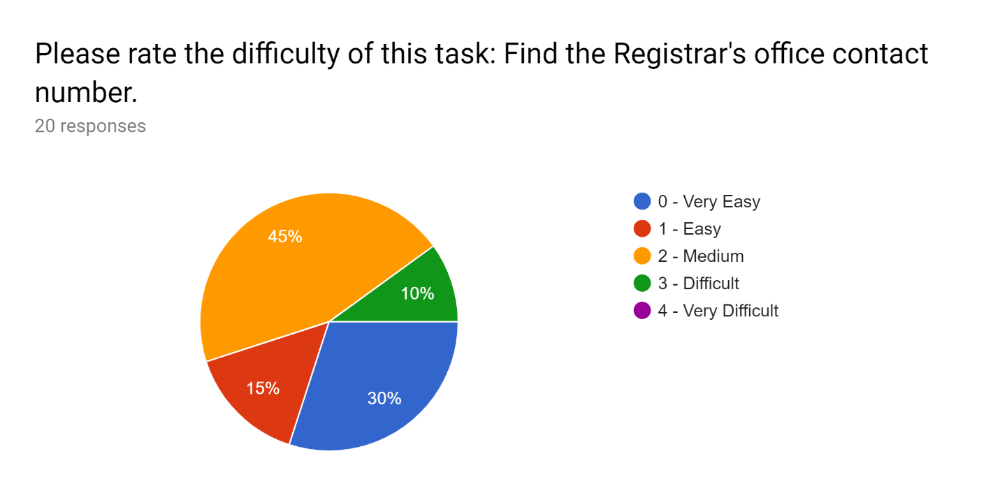 Please rate the difficulty of this task: Find the Registrar's office contact
number.
20 responses
45%
10%
15%
30%
0 - Very Easy
1 - Easy
2 - Medium
3 - Difficult
4 - Very Difficult